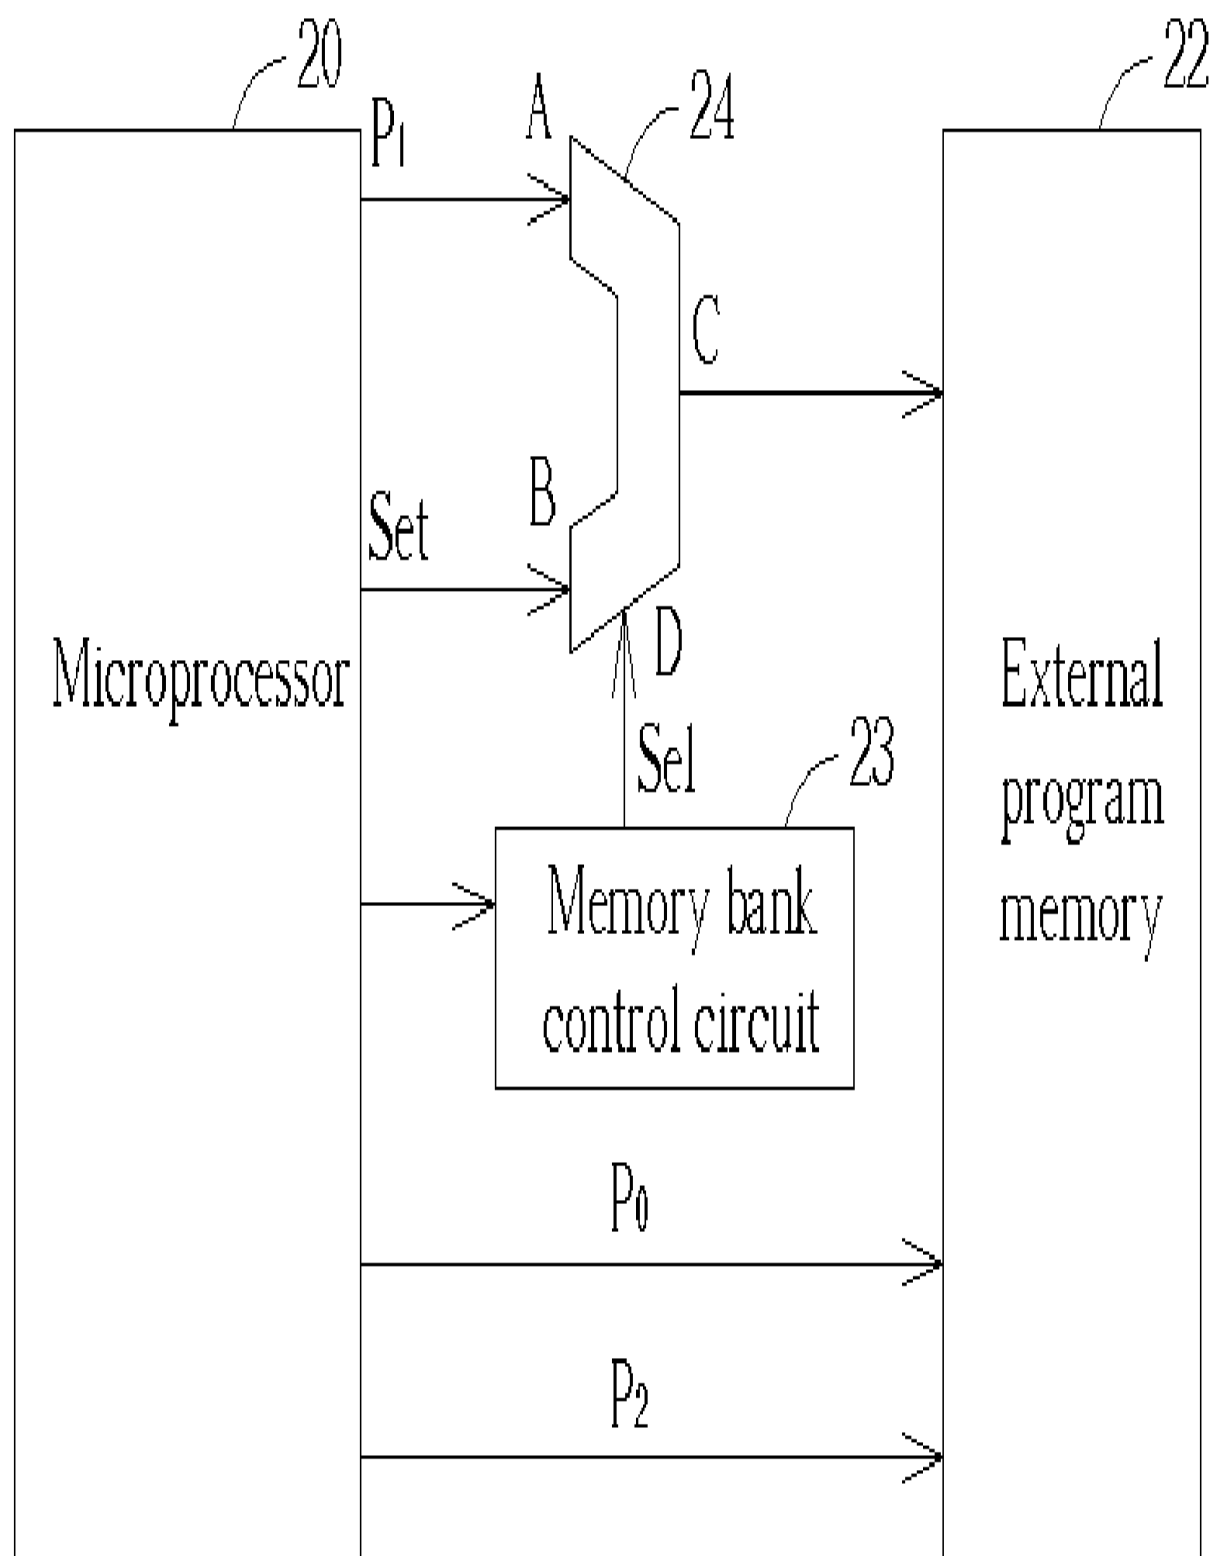 20
22
P1
A
24
C
B
Set
D
Microprocessor
Sel
23
External
program
memory
Memory bank
control circuit
P0
P2